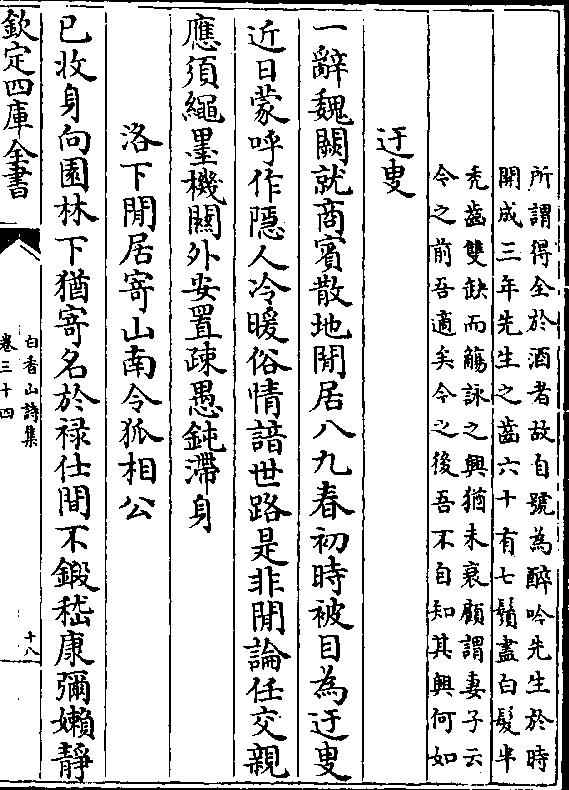 所謂得全於酒者故自號為醉吟先生於時
開成三年先生之齒六十有七鬚盡白髮半
禿齒雙缺而觴詠之興猶未衰顧謂妻子云
今之前吾適矣今之後吾不自知其興何如
迂叟
一辭魏闕就商賓散地閒居八九春初時被目為迂叟
近日蒙呼作隱人冷暖俗情諳世路是非閒論任交親
應須繩墨機關外安置疎愚鈍滯身
洛下閒居寄山南令狐相公
已收身向園林下猶寄名於祿仕間不鍛嵇康彌嬾靜
欽定四庫全書
白香山詩集
卷三十四
十八